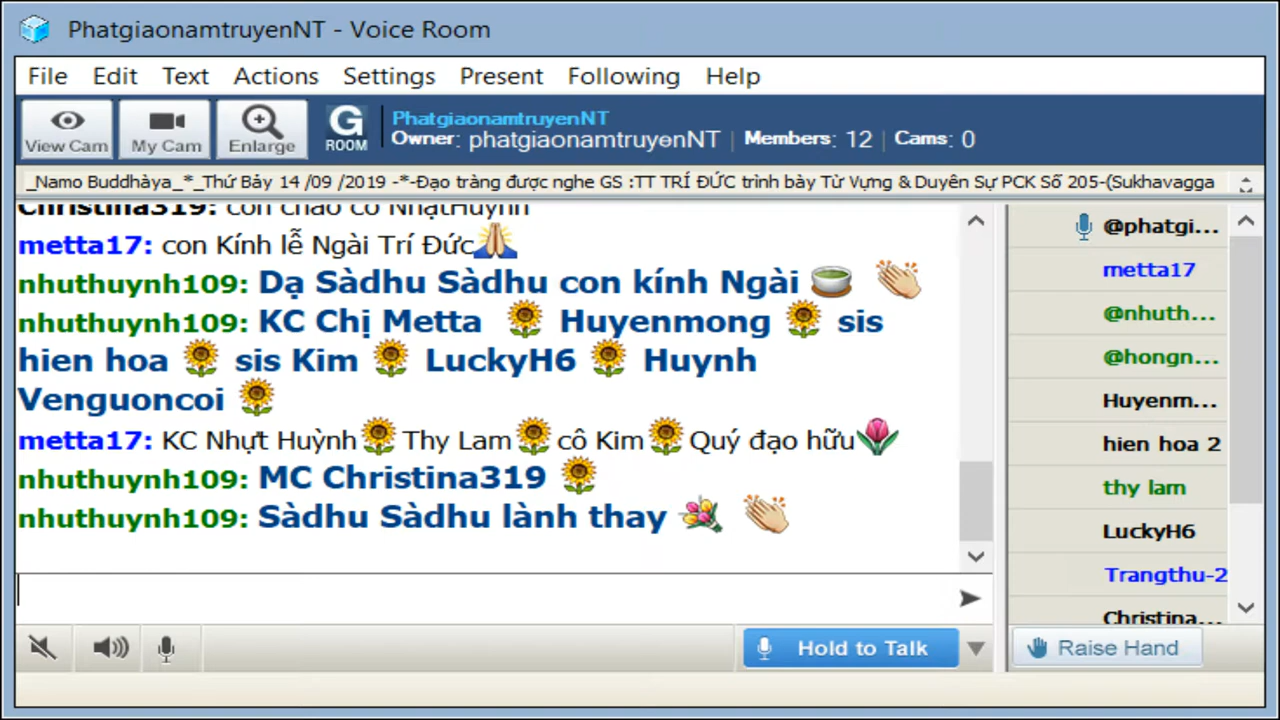 PhatgiaonamtruyenNT - Voice Room
File Edit Text Actions Settings Present Following Help
View Cam My Cam Enlarge G ROOM
PhatgiaonamtruyenNT
Owner: phatgiaonamtruyenNT | Members: 12 | Cams: 0
_Namo Buddhàya_*_Thứ Bảy 14 /09 /2019 -*-Đạo tràng được nghe GS :TT TRÍ ĐỨC trình bày Từ Vựng & Duyên Sự PCK Số 205-(Sukhavagga
Christina319: con chào cô NhậtHuỳnh
metta17: con Kính lễ Ngài Trí Đức
nhuthuynh109: Dạ Sàdhu Sàdhu con kính Ngài
nhuthuynh109: KC Chị Metta Huyenmong sis
hien hoa sis Kim LuckyH6 Huynh
Venguoncoi
metta17: KC Nhựt Huỳnh Thy Lam cô Kim Quý đạo hữu
nhuthuynh109: MC Christina319
nhuthuynh109: Sàdhu Sàdhu lành thay
@phatgi...
metta17
@nhuth...
@hongn...
Huyenm...
hien hoa 2
thy lam
LuckyH6
Trangthu-2
Christina...
Hold to Talk
Raise Hand